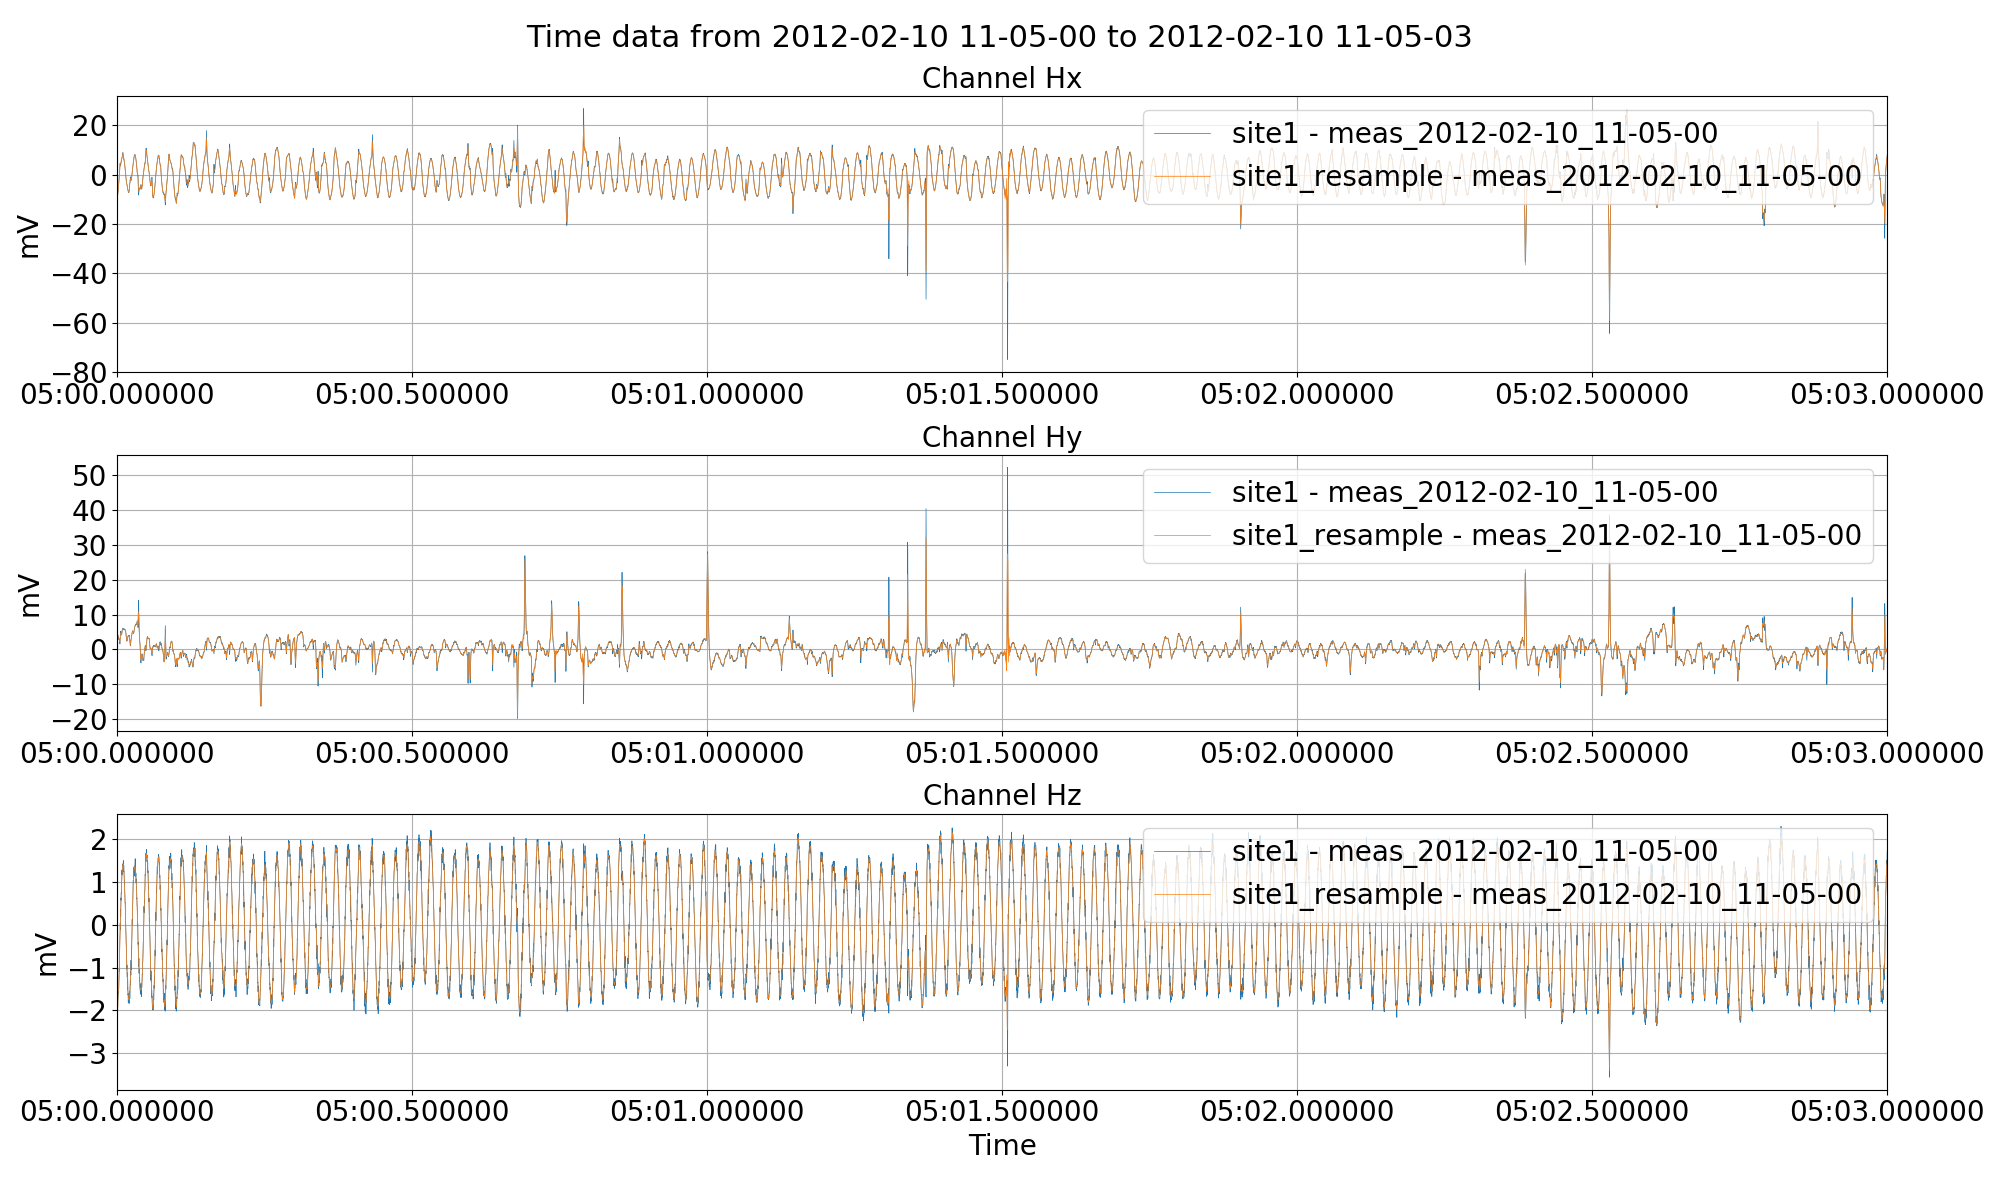 Time data from 2012-02-10 11-05-00 to 2012-02-10 11-05-03
Channel Hx
20
0
−20
−40
−60
−80
mV
site1 - meas_2012-02-10_11-05-00
site1_resample - meas_2012-02-10_11-05-00
05:00.000000 05:00.500000 05:01.000000 05:01.500000 05:02.000000 05:02.500000 05:03.000000
Channel Hy
50
40
30
20
10
0
−10
−20
mV
site1 - meas_2012-02-10_11-05-00
site1_resample - meas_2012-02-10_11-05-00
05:00.000000 05:00.500000 05:01.000000 05:01.500000 05:02.000000 05:02.500000 05:03.000000
Channel Hz
2
1
0
−1
−2
−3
mV
site1 - meas_2012-02-10_11-05-00
site1_resample - meas_2012-02-10_11-05-00
05:00.000000 05:00.500000 05:01.000000 05:01.500000 05:02.000000 05:02.500000 05:03.000000
Time